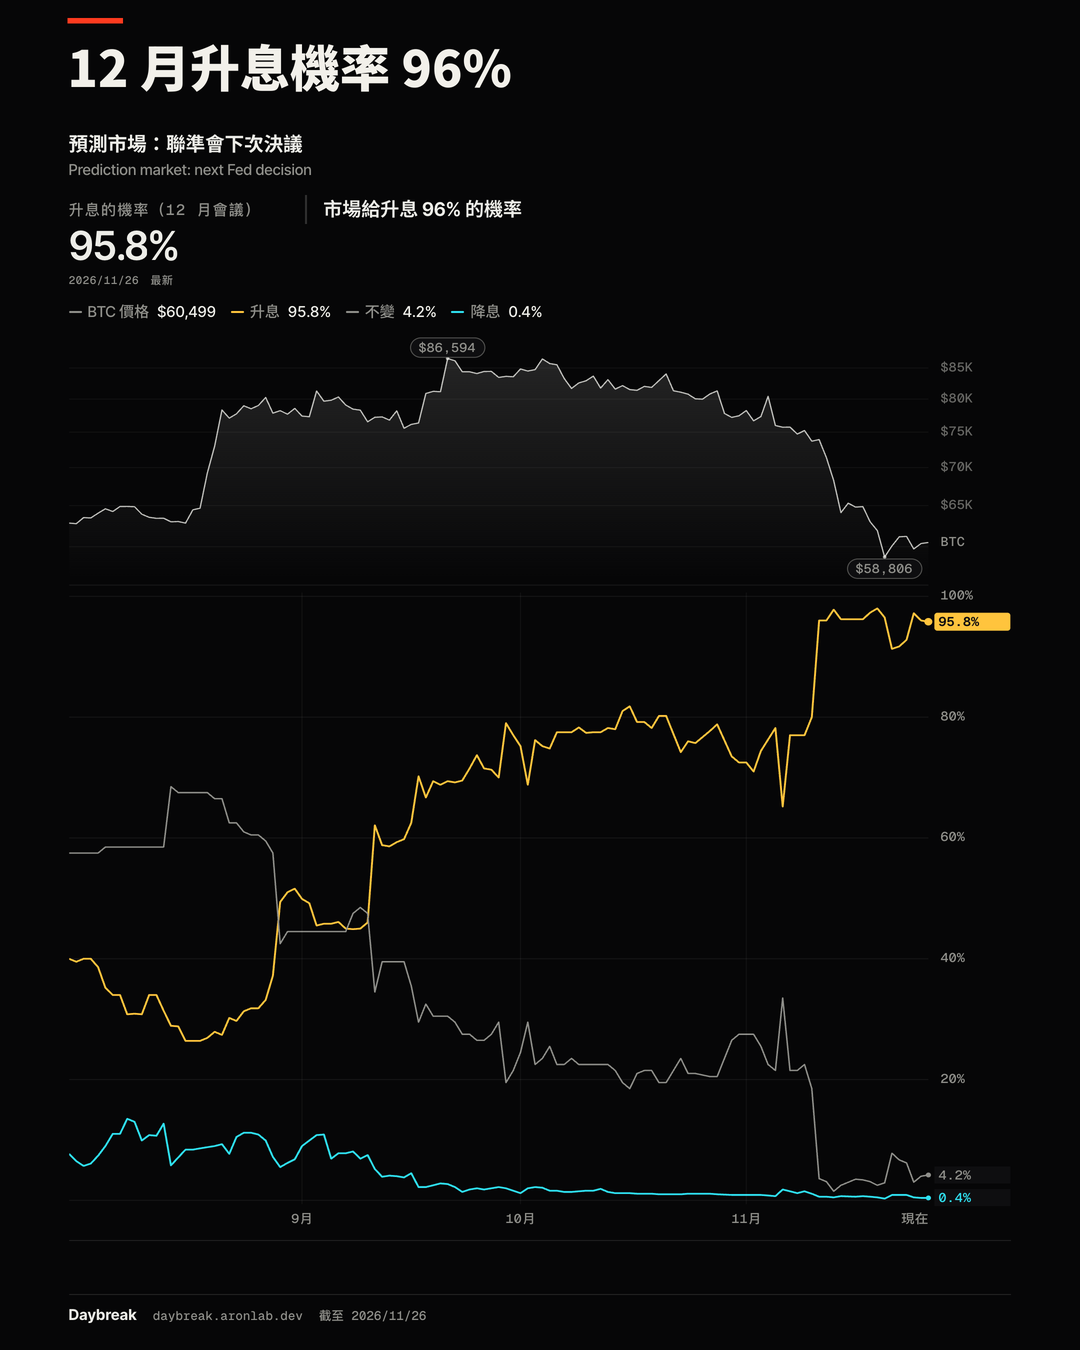 12 月升息機率 96%
預測市場：聯準會下次決議
Prediction market: next Fed decision
升息的機率 (12 月會議)
市場給升息 96% 的機率
95.8%
2026/11/26 最新
BTC 價格 $60,499 升息 95.8% 不變 4.2% 降息 0.4%
$86,594
$85K
$80K
$75K
$70K
$65K
BTC
$58,806
100%
95.8%
80%
60%
40%
20%
4.2%
0.4%
9月 10月 11月 現在
Daybreak daybreak.aronlab.dev 截至 2026/11/26